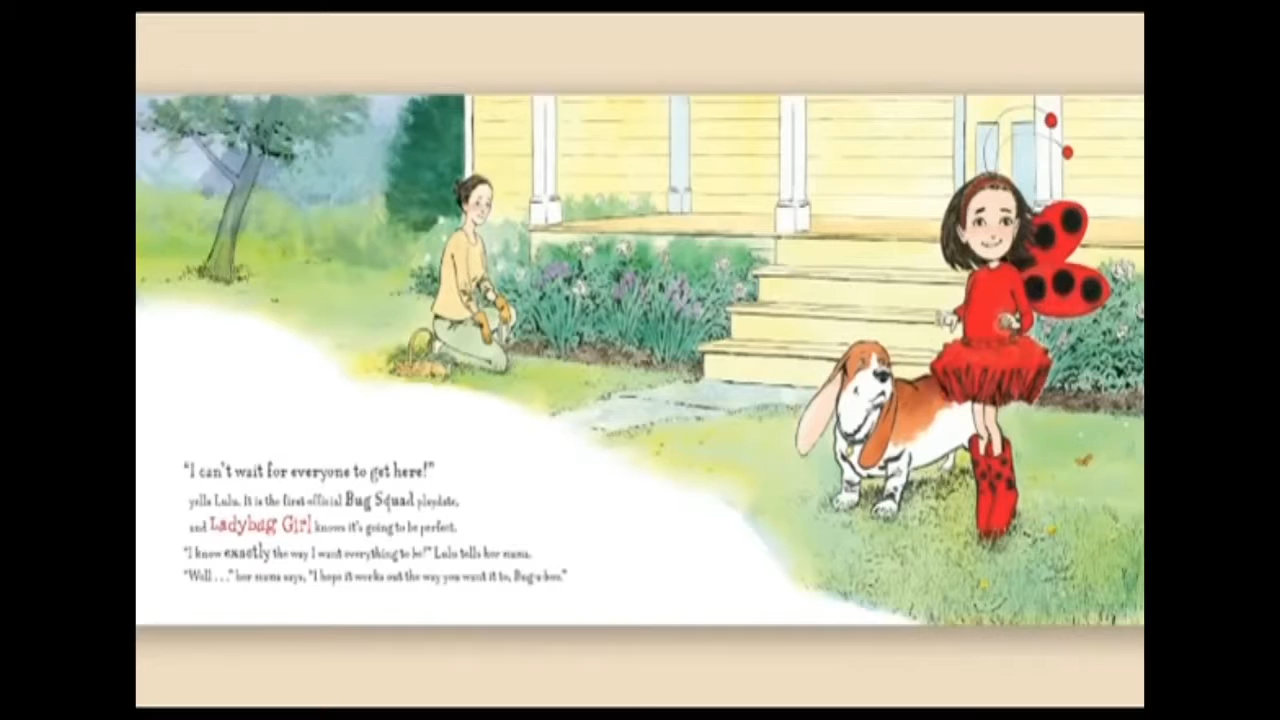 "I can't wait for everyone to get here!"
yells Lulu. It is the first official Bug Squad playdate,
and Ladybug Girl knows it's going to be perfect.
"I know exactly the way I want everything to be!" Lulu tells her mama.
"Well . . ." her mama says, "I hope it works out the way you want it to, Bug-a-boo."